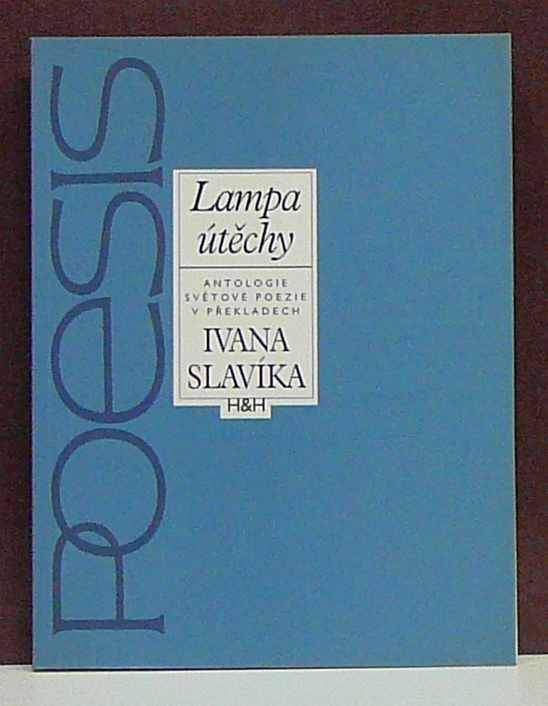 POESIS
Lampa
útěchy
ANTOLOGIE
SVĚTOVÉ POEZIE
V PŘEKLADECH
IVANA
SLAVÍKA
H&H